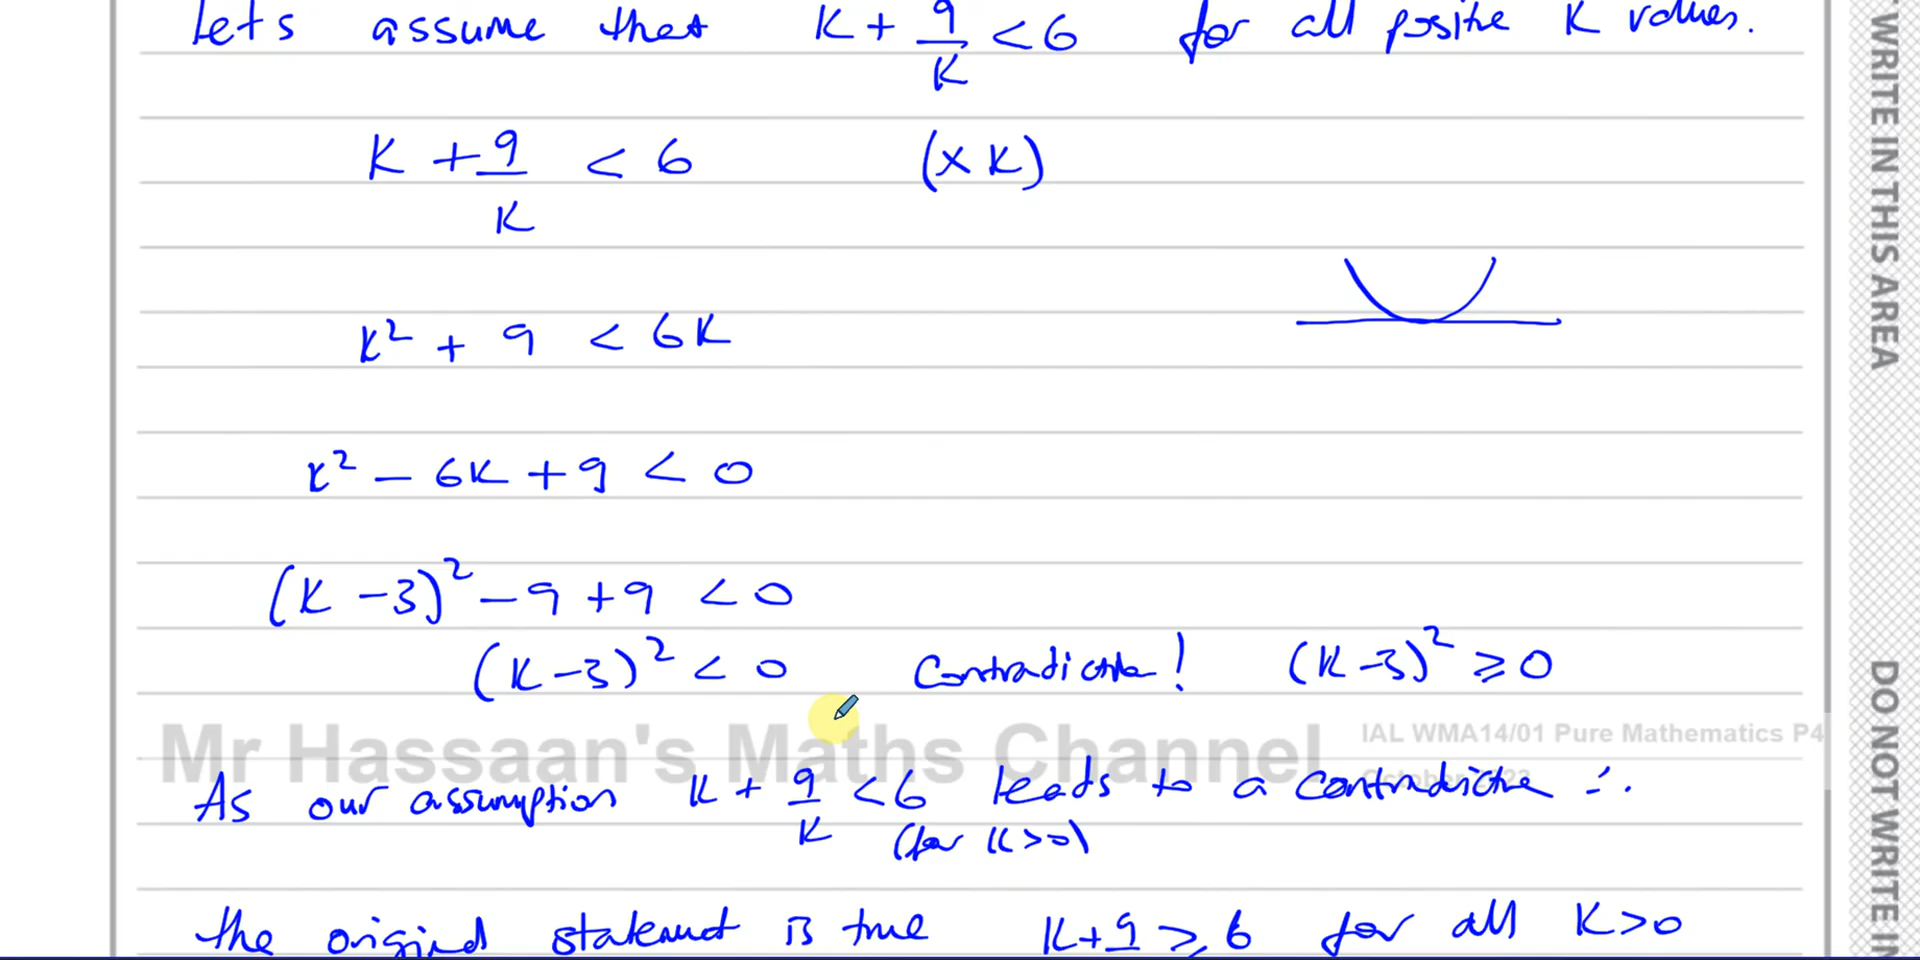 Lets assume that K + 9/K < 6 for all positive K values.
K + 9/K < 6 (× K)
K² + 9 < 6K
K² - 6K + 9 < 0
(K - 3)² - 9 + 9 < 0
(K - 3)² < 0 Contradiction! (K - 3)² ≥ 0
Mr Hassaan's Maths Channel
IAL WMA14/01 Pure Mathematics P4
As our assumption K + 9/K < 6 leads to a contradiction ∴
(for K > 0)
the original statement is true K + 9 ≥ 6 for all K > 0
WRITE IN THIS AREA
DO NOT WRITE IN